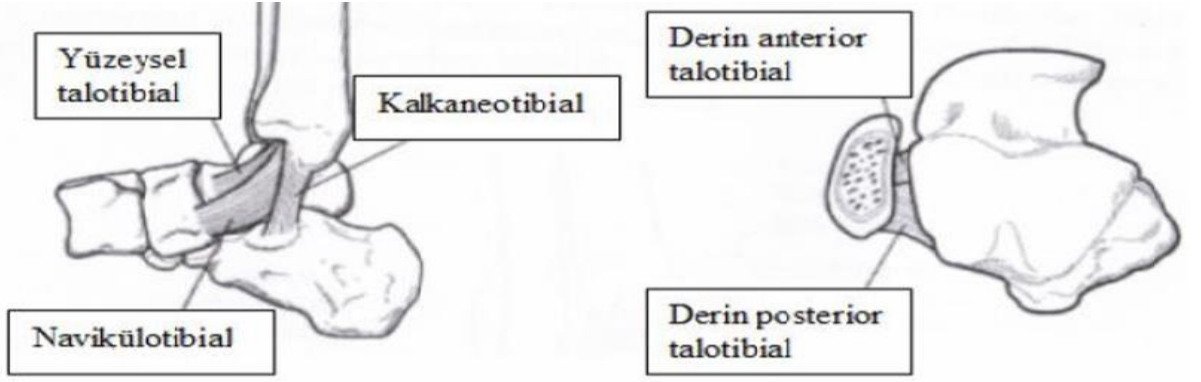 Yüzeysel
talotibial
Kalkaneotibial
Navikülotibial
Derin anterior
talotibial
Derin posterior
talotibial